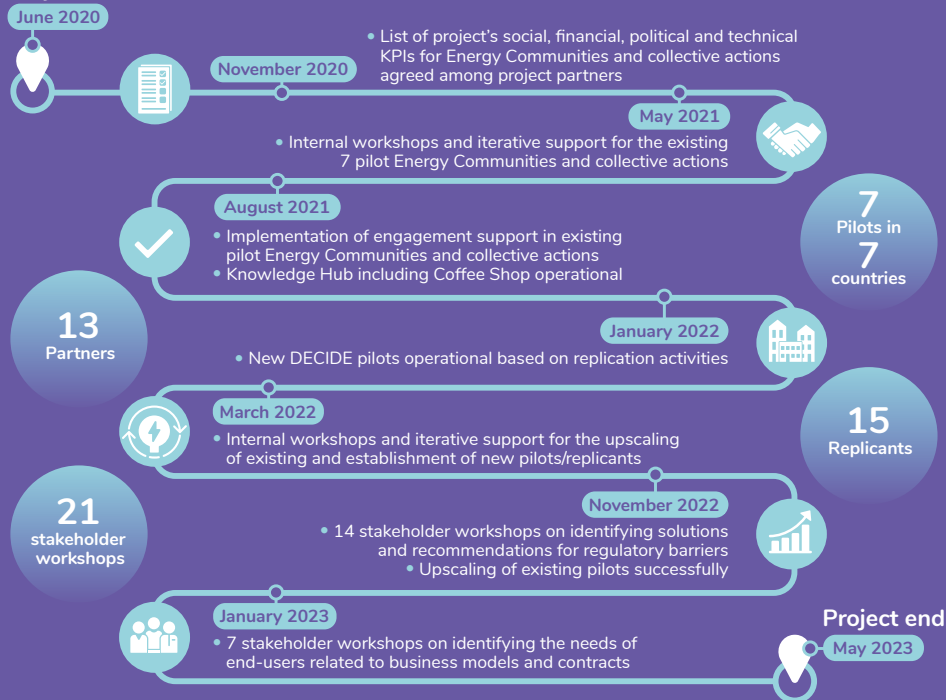 June 2020
• List of project's social, financial, political and technical
KPIs for Energy Communities and collective actions
agreed among project partners
November 2020
May 2021
• Internal workshops and iterative support for the existing
7 pilot Energy Communities and collective actions
August 2021
• Implementation of engagement support in existing
pilot Energy Communities and collective actions
• Knowledge Hub including Coffee Shop operational
7
Pilots in
7
countries
13
Partners
January 2022
• New DECIDE pilots operational based on replication activities
March 2022
• Internal workshops and iterative support for the upscaling
of existing and establishment of new pilots/replicants
15
Replicants
21
stakeholder
workshops
November 2022
• 14 stakeholder workshops on identifying solutions
and recommendations for regulatory barriers
• Upscaling of existing pilots successfully
January 2023
• 7 stakeholder workshops on identifying the needs of
end-users related to business models and contracts
Project end
May 2023